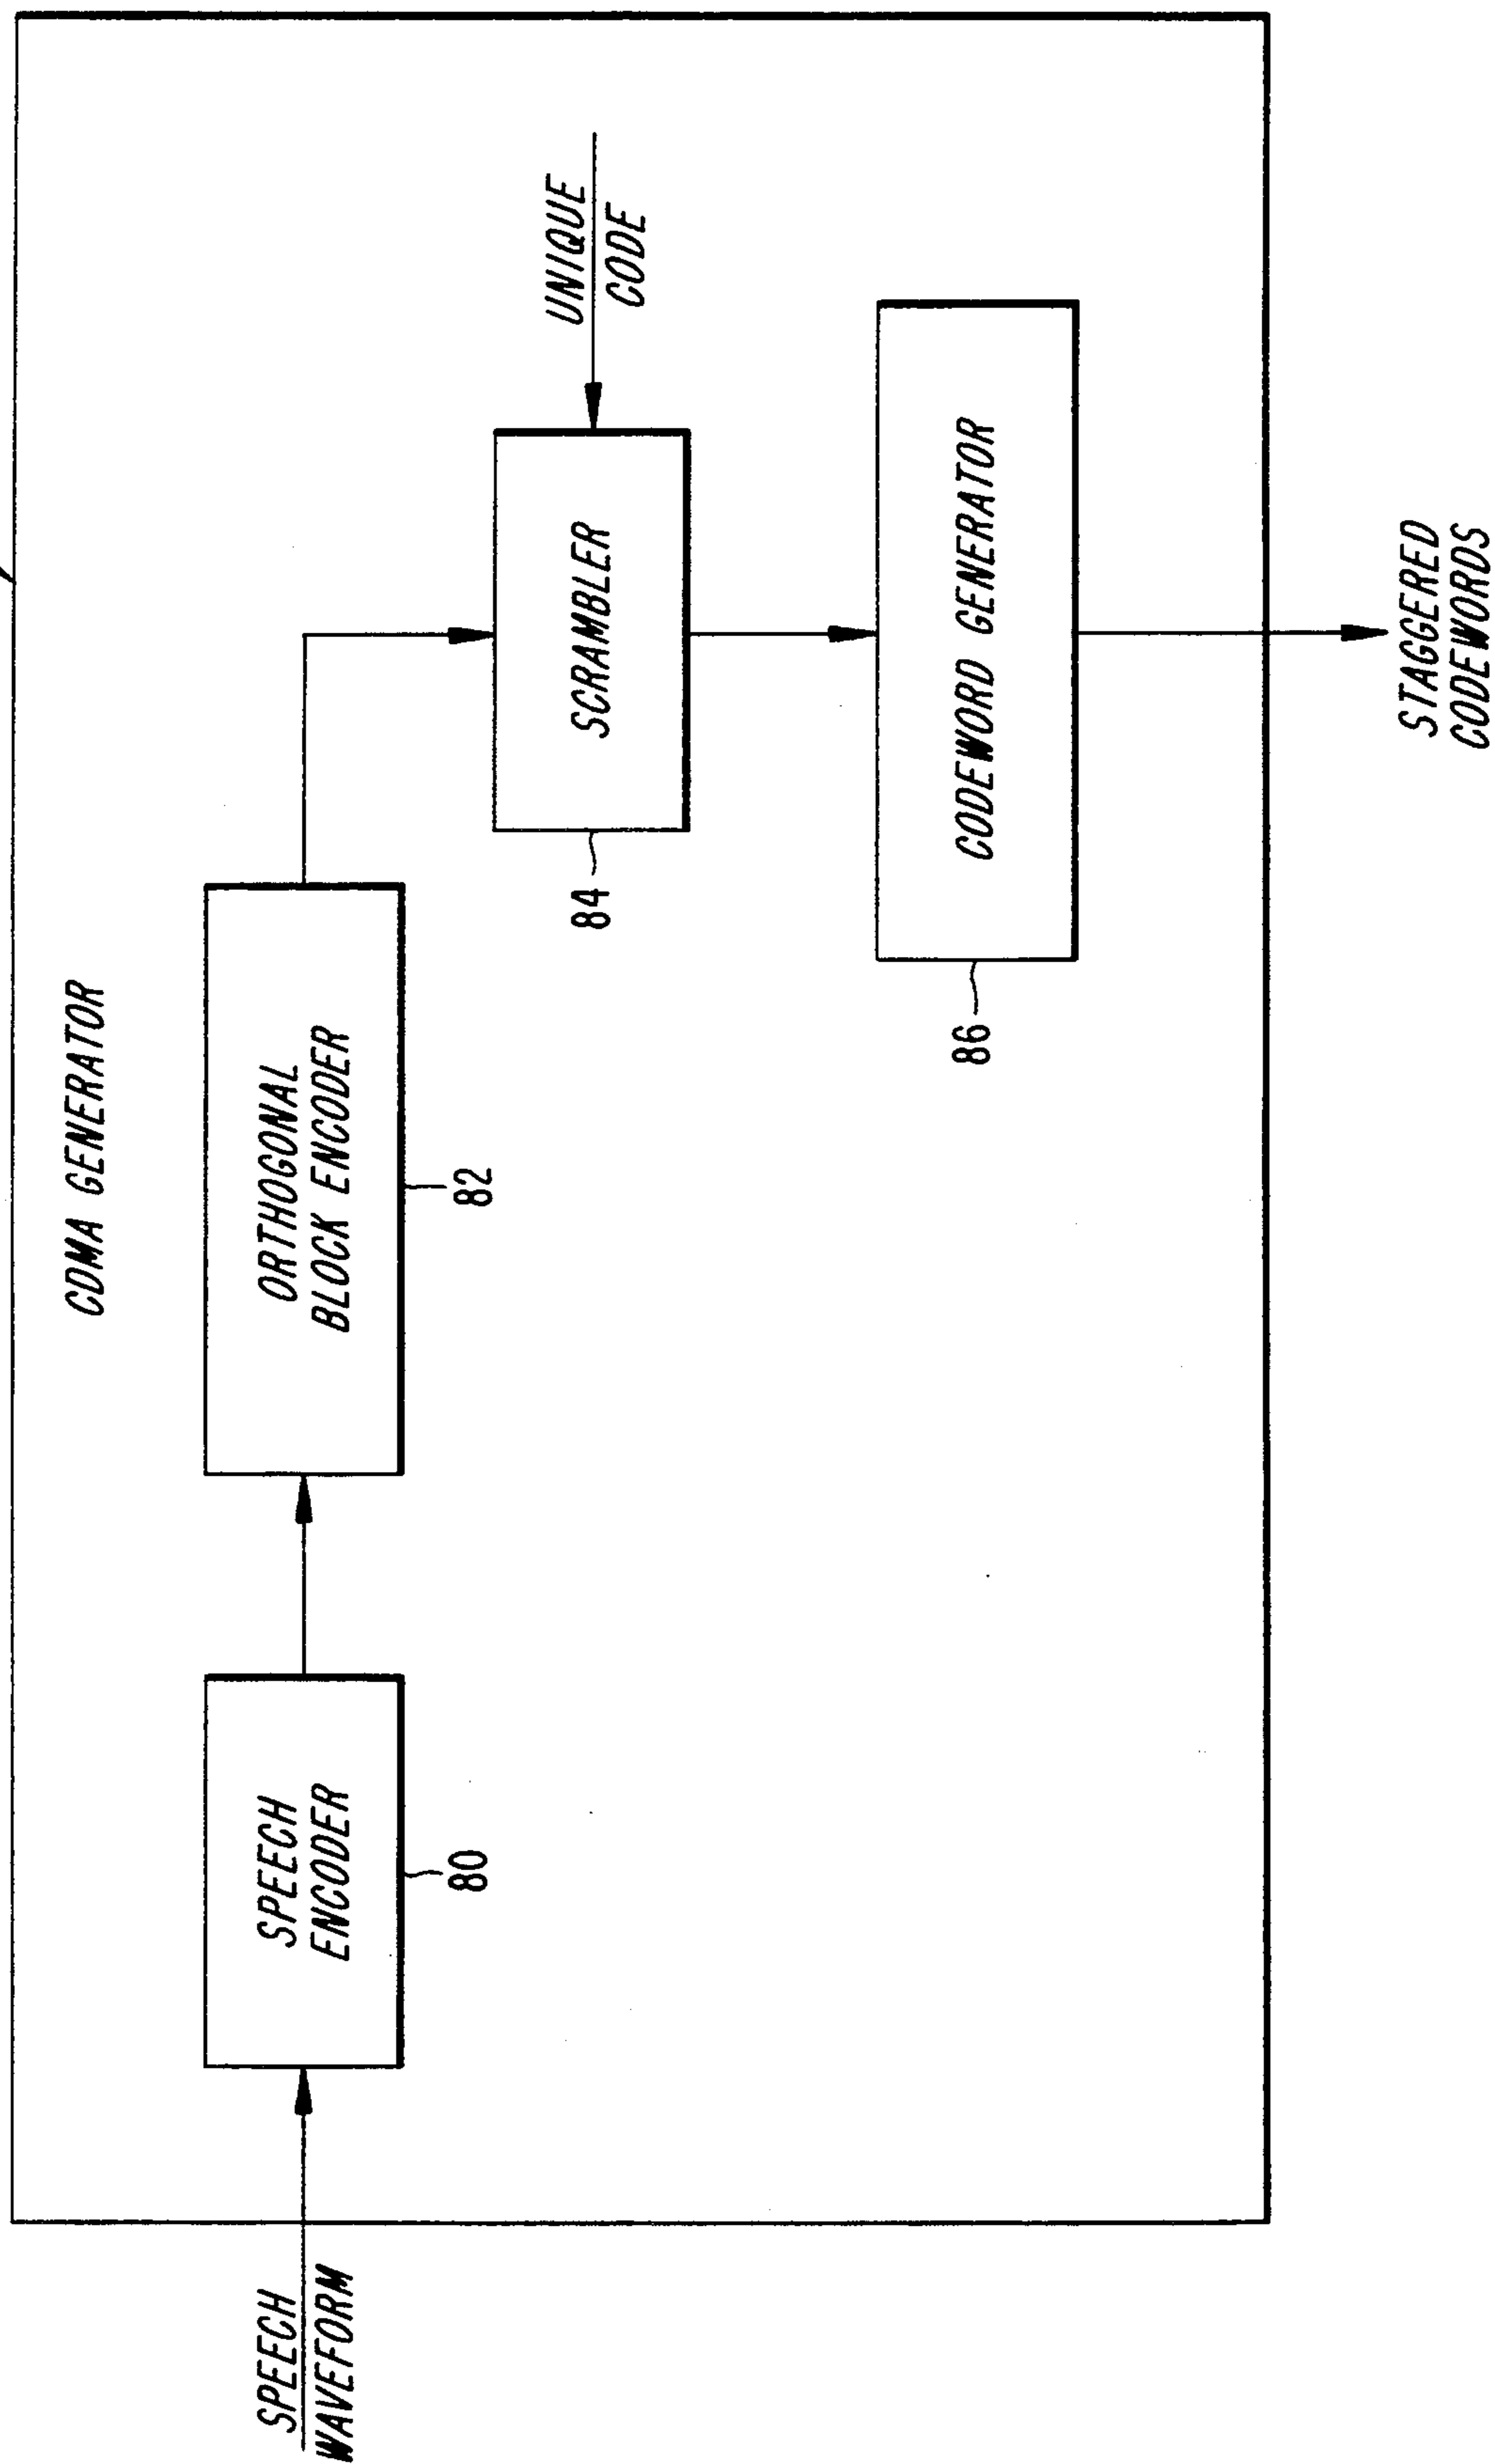 CDMA GENERATOR
SPEECH
WAVEFORM
SPEECH
ENCODER
80
ORTHOGONAL
BLOCK ENCODER
82
UNIQUE
CODE
SCRAMBLER
84
CODEWORD GENERATOR
86
STAGGERED
CODEWORDS